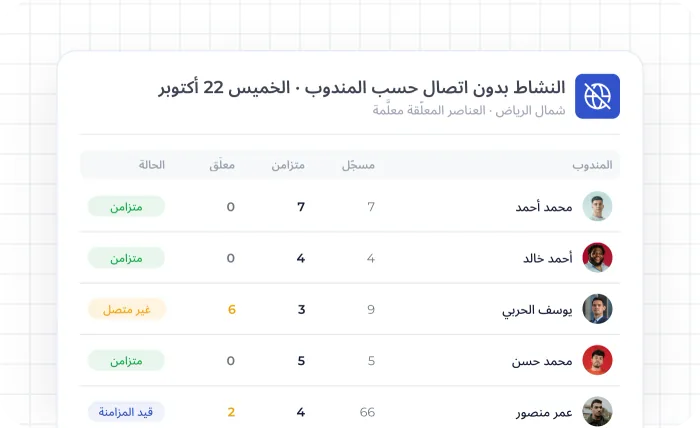 النشاط بدون اتصال حسب المندوب · الخميس 22 أكتوبر
شمال الرياض · العناصر المعلّقة معلَّمة
المندوب مسجّل متزامن معلّق الحالة
محمد أحمد 7 7 0 متزامن
أحمد خالد 4 4 0 متزامن
يوسف الحربي 9 3 6 غير متصل
محمد حسن 5 5 0 متزامن
عمر منصور 66 4 2 قيد المزامنة